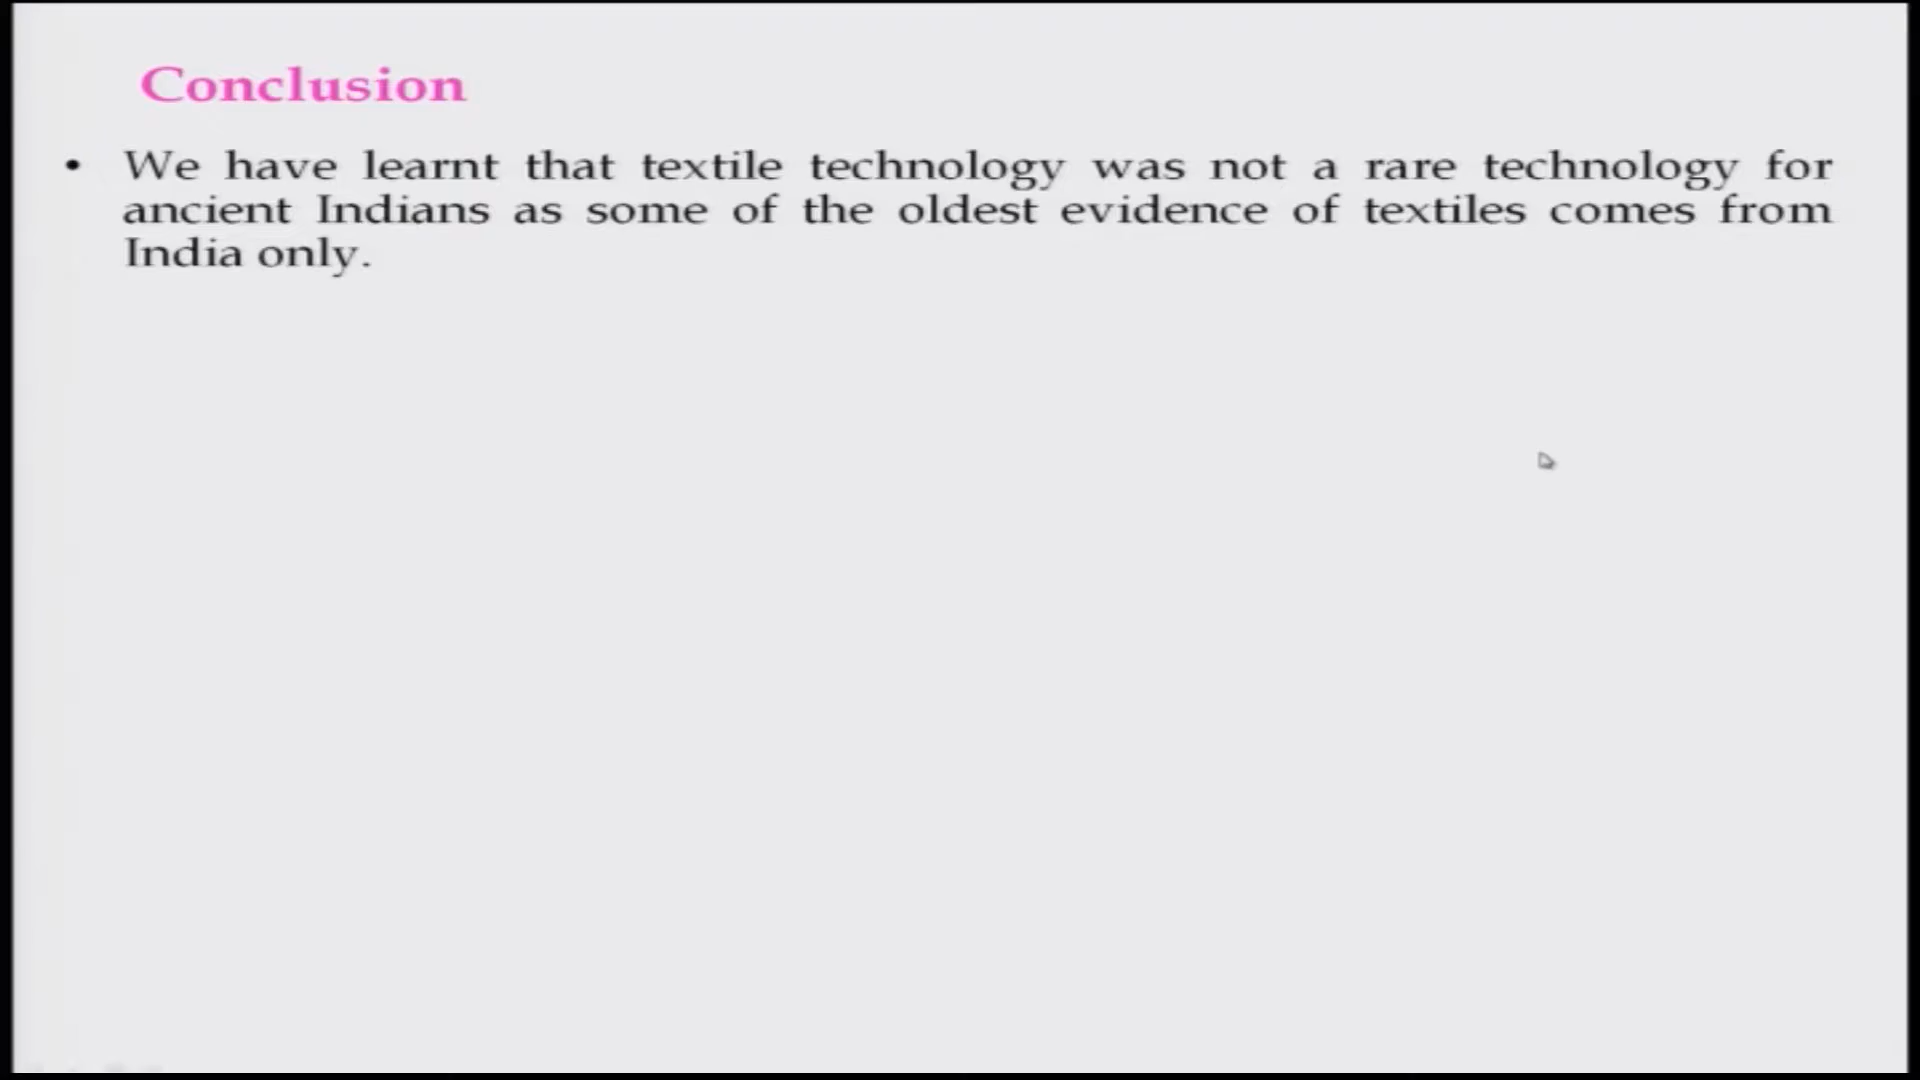 Conclusion
• We have learnt that textile technology was not a rare technology for
ancient Indians as some of the oldest evidence of textiles comes from
India only.